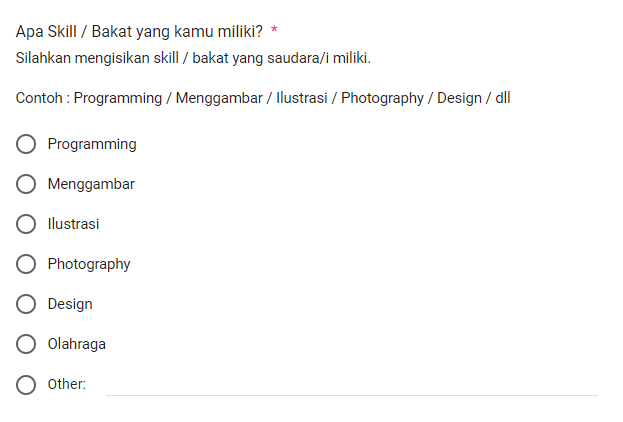 Apa Skill / Bakat yang kamu miliki? *
Silahkan mengisikan skill / bakat yang saudara/i miliki.
Contoh : Programming / Menggambar / Ilustrasi / Photography / Design / dll
Programming
Menggambar
Ilustrasi
Photography
Design
Olahraga
Other: